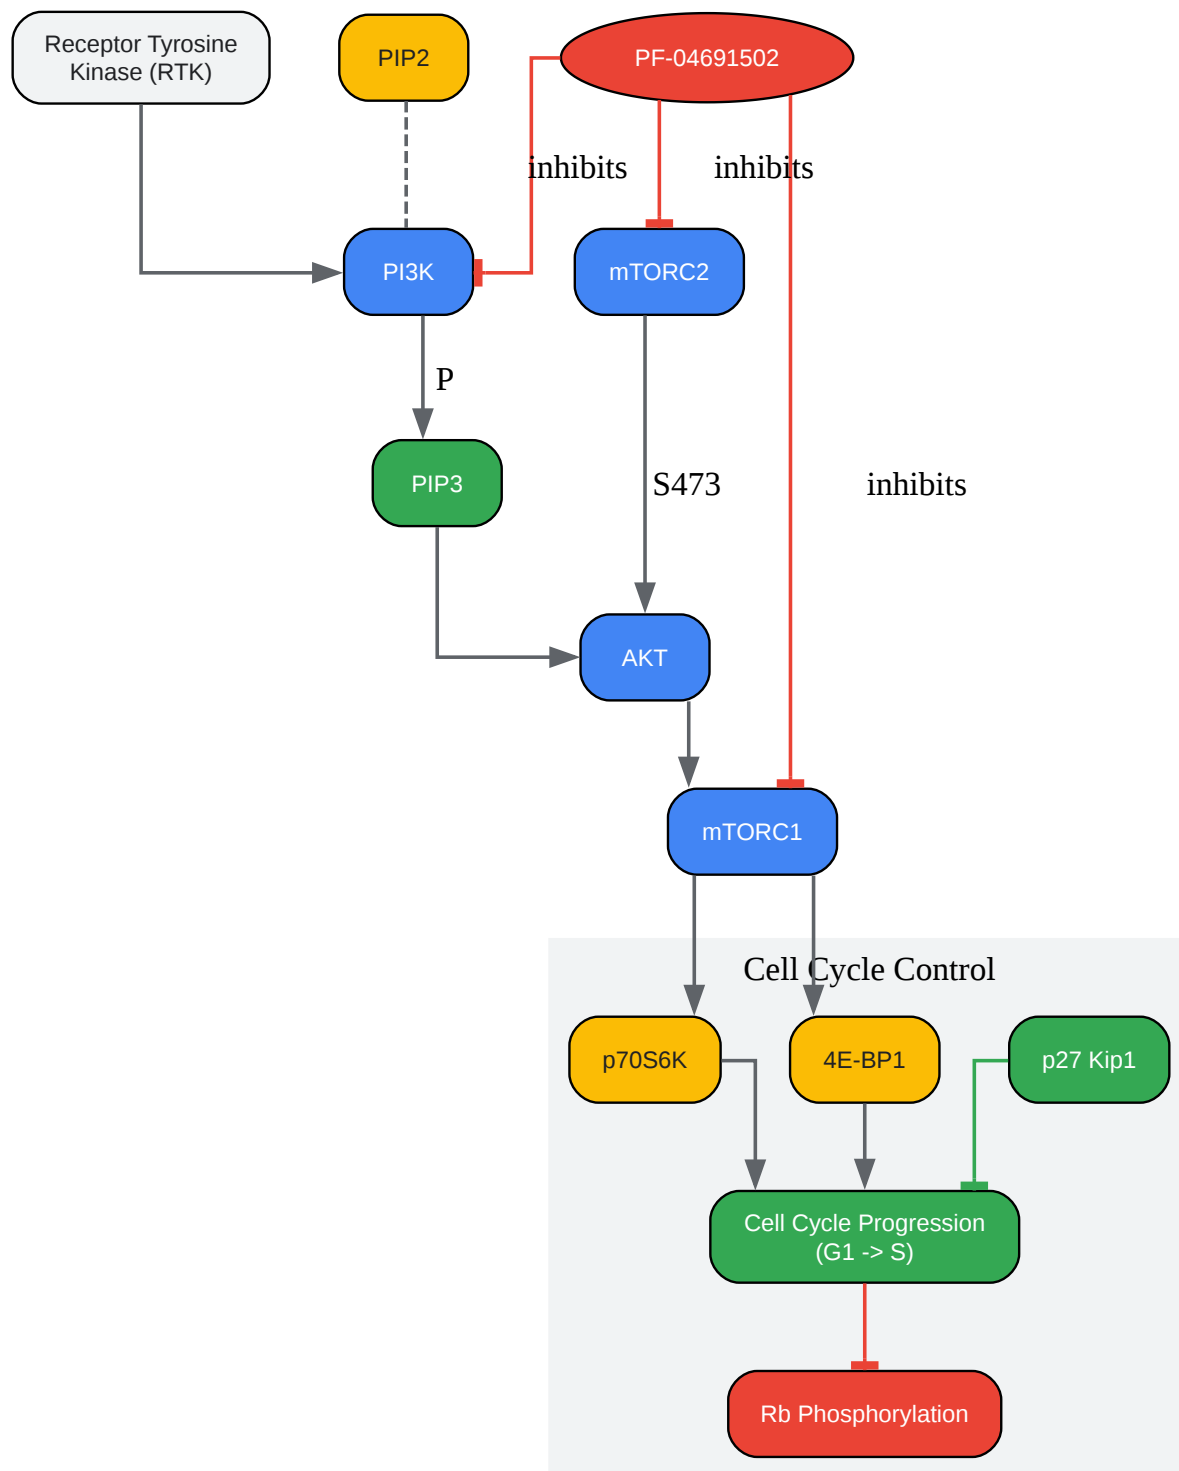 Receptor Tyrosine
Kinase (RTK)
PIP2
PF-04691502
inhibits
inhibits
PI3K
mTORC2
P
PIP3
S473
inhibits
AKT
mTORC1
Cell Cycle Control
p70S6K
4E-BP1
p27 Kip1
Cell Cycle Progression
(G1 -> S)
Rb Phosphorylation